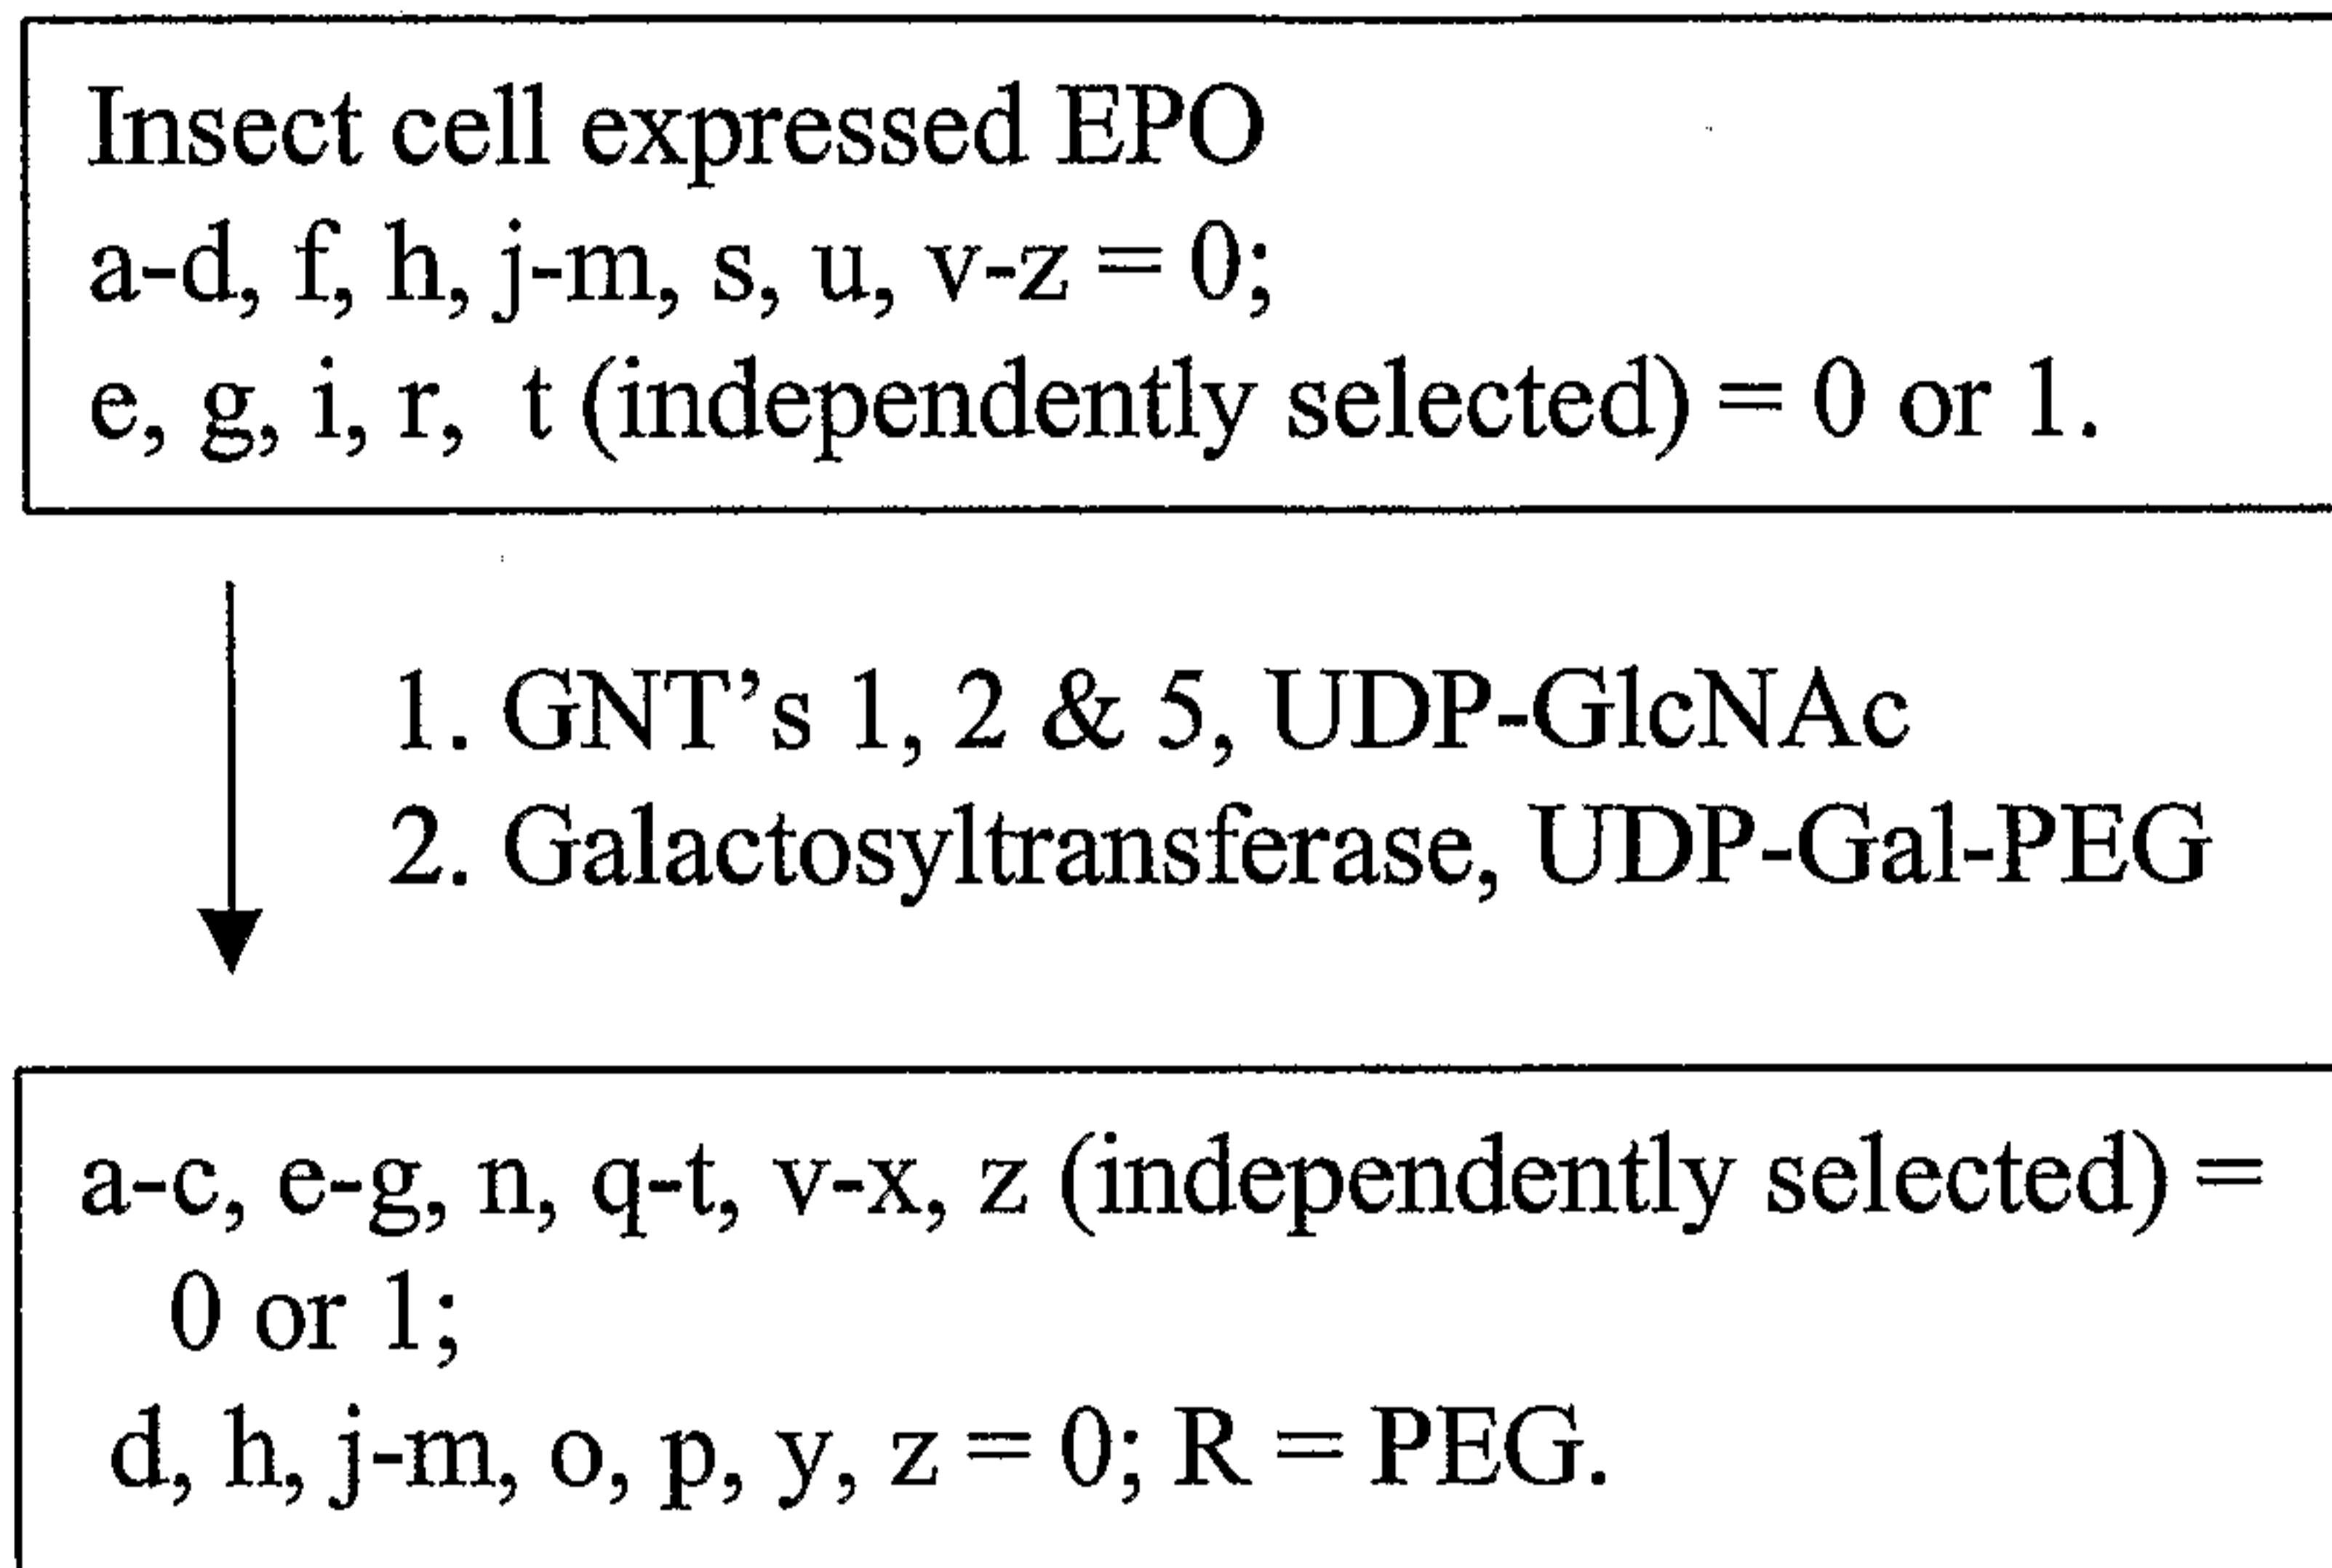 Insect cell expressed EPO
a-d, f, h, j-m, s, u, v-z = 0;
e, g, i, r, t (independently selected) = 0 or 1.
1. GNT’s 1, 2 & 5, UDP-GlcNAc
2. Galactosyltransferase, UDP-Gal-PEG
a-c, e-g, n, q-t, v-x, z (independently selected) =
0 or 1;
d, h, j-m, o, p, y, z = 0; R = PEG.